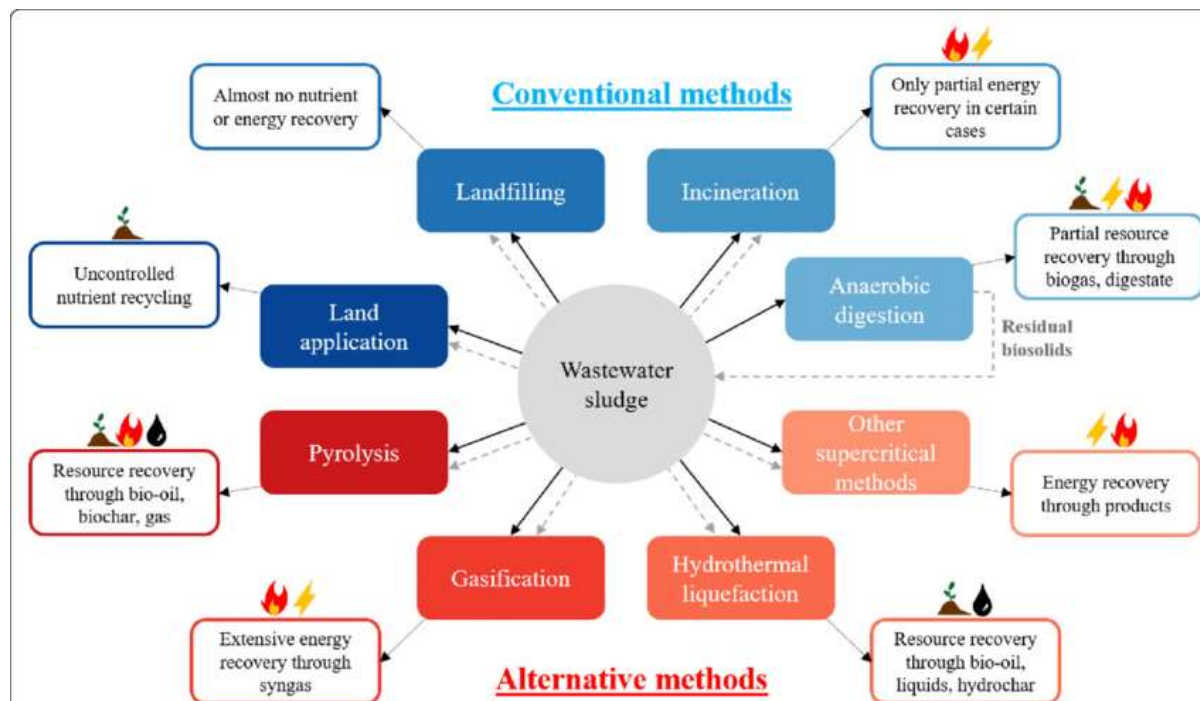 Conventional methods
Almost no nutrient
or energy recovery
Only partial energy
recovery in certain
cases
Landfilling
Incineration
Partial resource
recovery through
biogas, digestate
Uncontrolled
nutrient recycling
Land
application
Anaerobic
digestion
Residual
biosolids
Wastewater
sludge
Pyrolysis
Other
supercritical
methods
Resource recovery
through bio-oil,
biochar, gas
Energy recovery
through products
Gasification
Hydrothermal
liquefaction
Extensive energy
recovery through
syngas
Resource recovery
through bio-oil,
liquids, hydrochar
Alternative methods